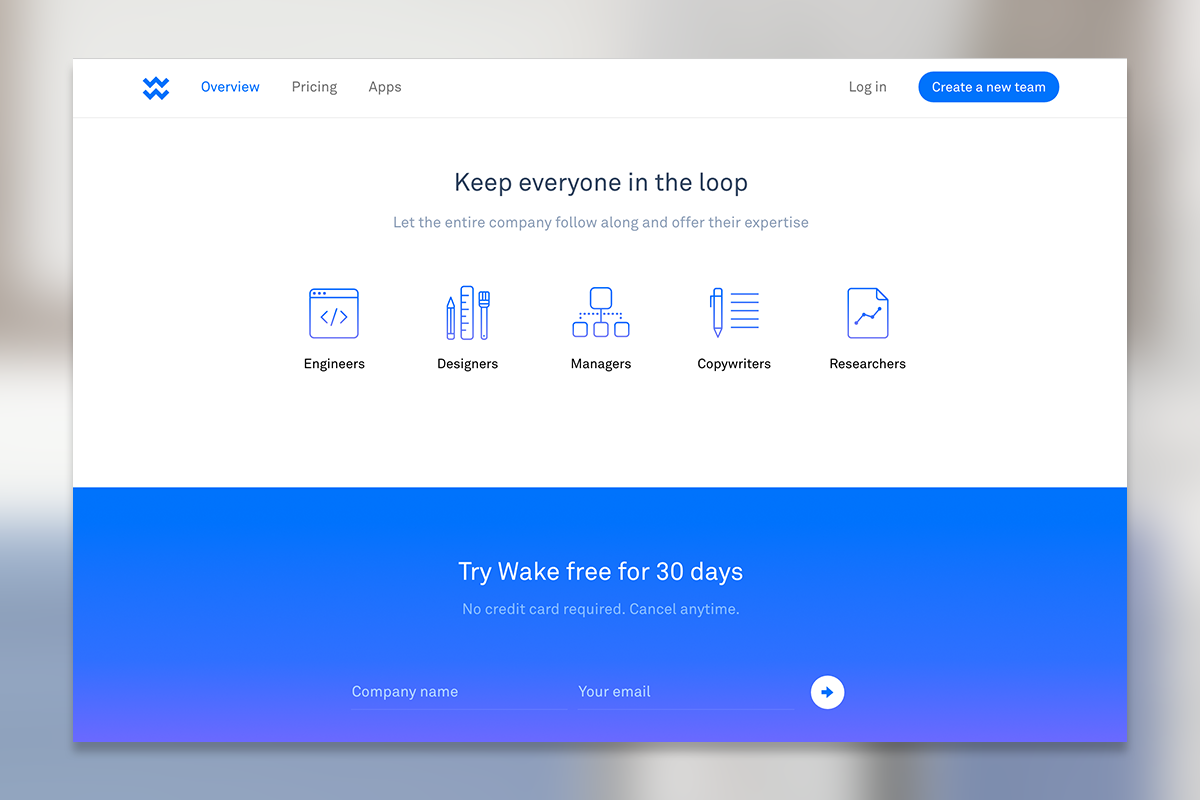 Overview Pricing Apps Log in Create a new team
Keep everyone in the loop
Let the entire company follow along and offer their expertise
</>
Engineers Designers Managers Copywriters Researchers
Try Wake free for 30 days
No credit card required. Cancel anytime.
Company name Your email